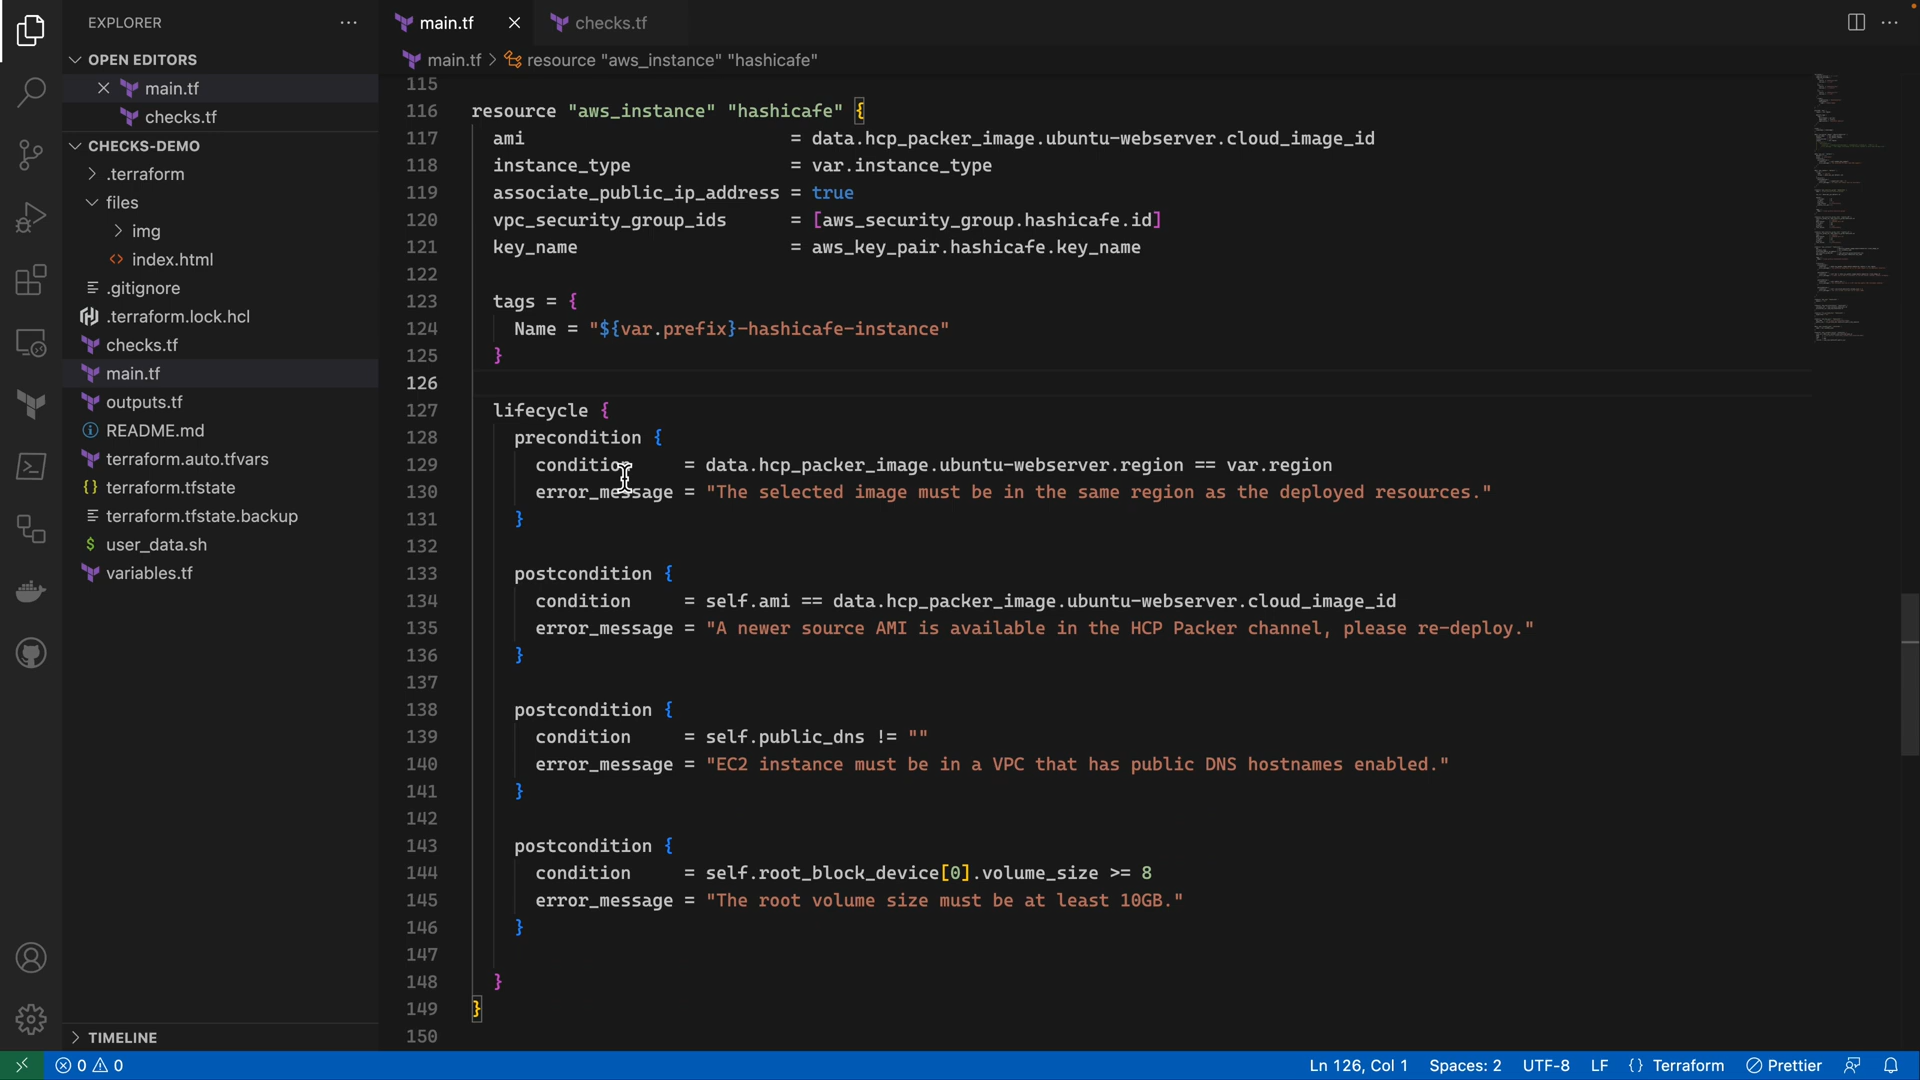 EXPLORER
OPEN EDITORS
main.tf
checks.tf
CHECKS-DEMO
.terraform
files
img
index.html
.gitignore
.terraform.lock.hcl
checks.tf
main.tf
outputs.tf
README.md
terraform.auto.tfvars
terraform.tfstate
terraform.tfstate.backup
user_data.sh
variables.tf
TIMELINE
main.tf checks.tf
main.tf > resource "aws_instance" "hashicafe"
115
116 resource "aws_instance" "hashicafe" {
117 ami = data.hcp_packer_image.ubuntu-webserver.cloud_image_id
118 instance_type = var.instance_type
119 associate_public_ip_address = true
120 vpc_security_group_ids = [aws_security_group.hashicafe.id]
121 key_name = aws_key_pair.hashicafe.key_name
122
123 tags = {
124 Name = "${var.prefix}-hashicafe-instance"
125 }
126
127 lifecycle {
128 precondition {
129 condition = data.hcp_packer_image.ubuntu-webserver.region == var.region
130 error_message = "The selected image must be in the same region as the deployed resources."
131 }
132
133 postcondition {
134 condition = self.ami == data.hcp_packer_image.ubuntu-webserver.cloud_image_id
135 error_message = "A newer source AMI is available in the HCP Packer channel, please re-deploy."
136 }
137
138 postcondition {
139 condition = self.public_dns != ""
140 error_message = "EC2 instance must be in a VPC that has public DNS hostnames enabled."
141 }
142
143 postcondition {
144 condition = self.root_block_device[0].volume_size >= 8
145 error_message = "The root volume size must be at least 10GB."
146 }
147
148 }
149 }
150
0 0 Ln 126, Col 1 Spaces: 2 UTF-8 LF {} Terraform Prettier